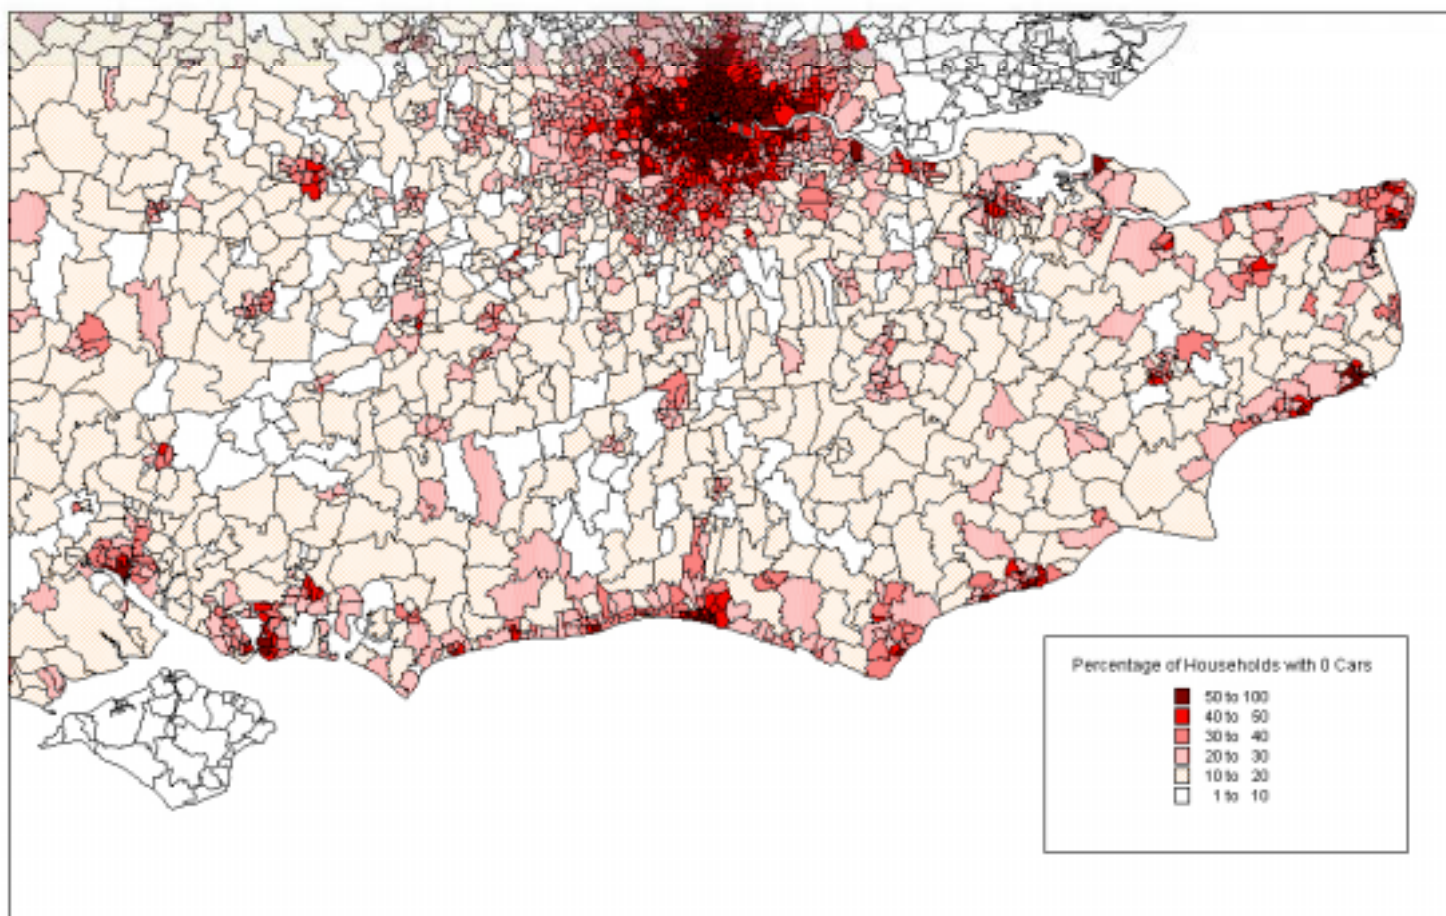 Percentage of Households with 0 Cars
50 to 100
40 to 50
30 to 40
20 to 30
10 to 20
1 to 10